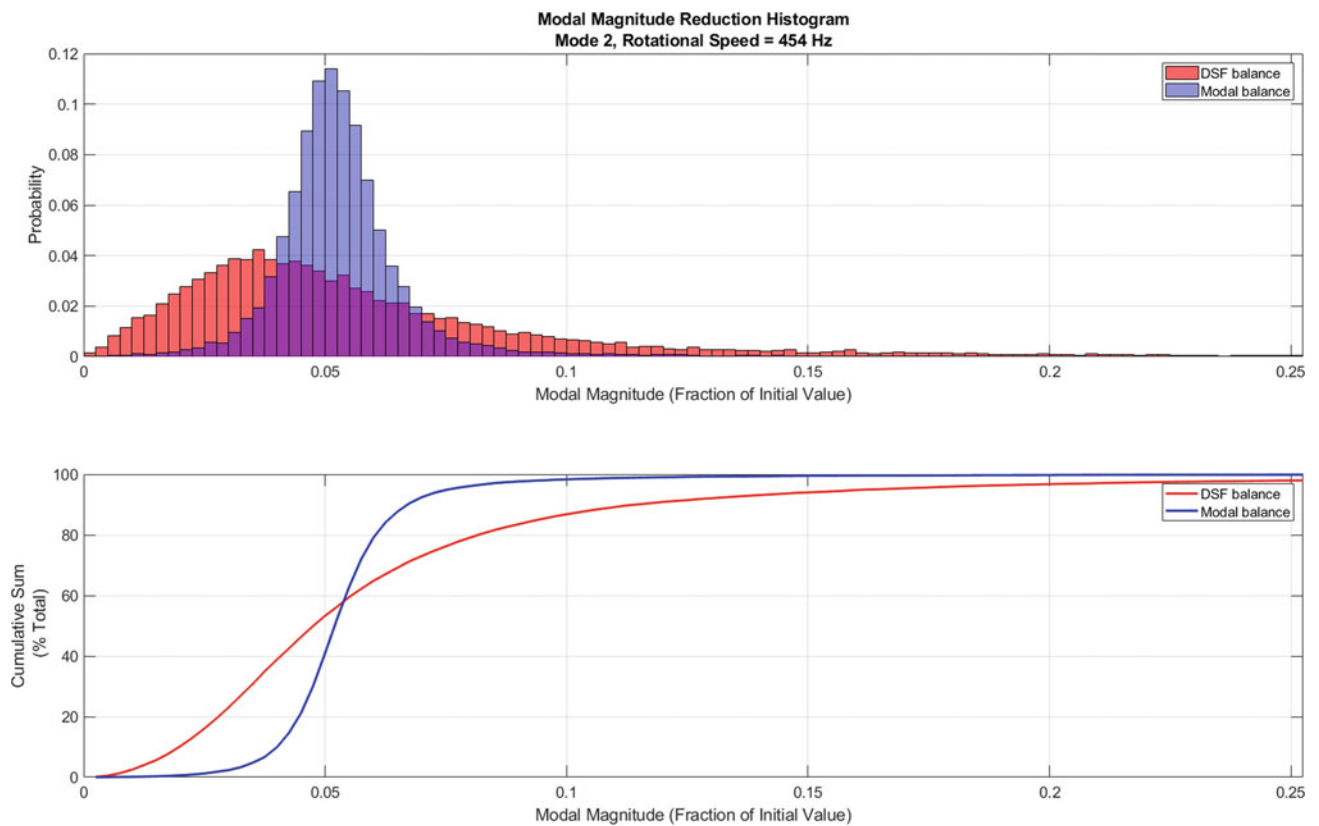 Modal Magnitude Reduction Histogram
Mode 2, Rotational Speed = 454 Hz
0.12
0.1
0.08
0.06
0.04
0.02
0
Probability
DSF balance
Modal balance
0
0.05
0.1
0.15
0.2
0.25
Modal Magnitude (Fraction of Initial Value)
100
80
60
40
20
0
Cumulative Sum
(% Total)
DSF balance
Modal balance
0
0.05
0.1
0.15
0.2
0.25
Modal Magnitude (Fraction of Initial Value)